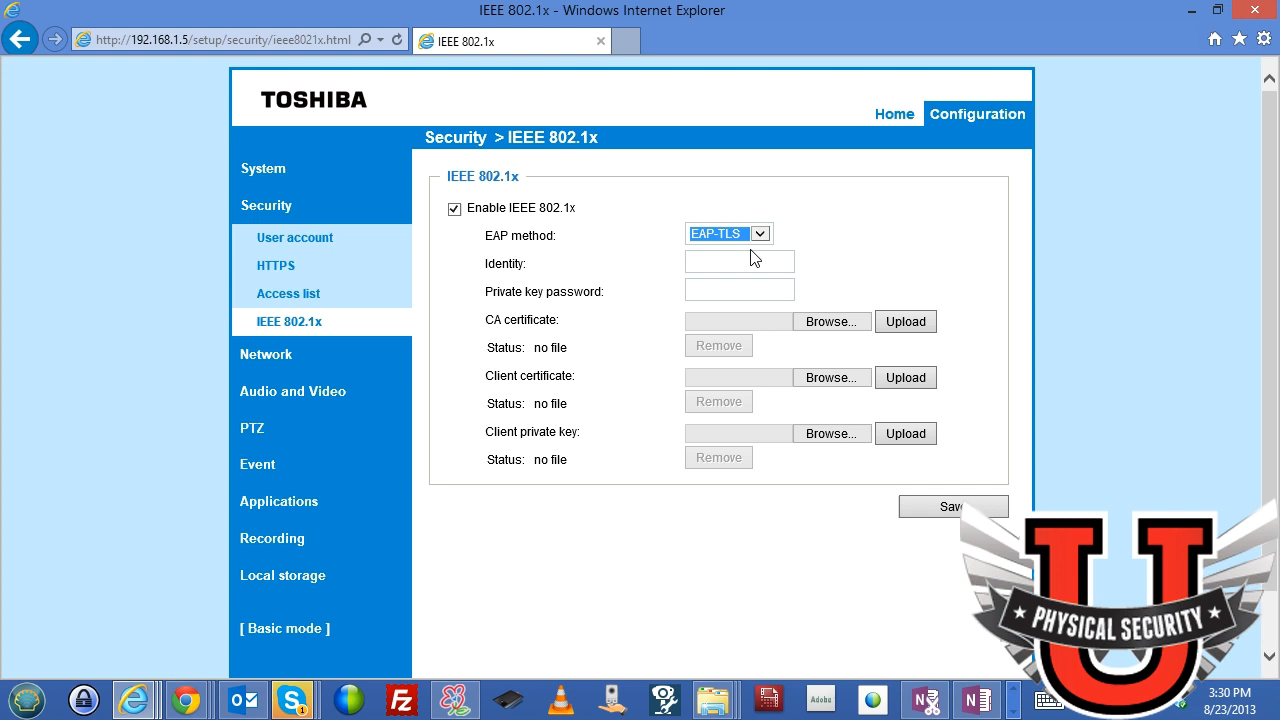 IEEE 802.1x - Windows Internet Explorer
http://192.168.1.5/setup/security/ieee8021x.html
IEEE 802.1x
TOSHIBA
Home
Configuration
Security > IEEE 802.1x
System
Security
User account
HTTPS
Access list
IEEE 802.1x
Network
Audio and Video
PTZ
Event
Applications
Recording
Local storage
[ Basic mode ]
IEEE 802.1x
Enable IEEE 802.1x
EAP method: EAP-TLS
Identity:
Private key password:
CA certificate: Browse... Upload
Status: no file Remove
Client certificate: Browse... Upload
Status: no file Remove
Client private key: Browse... Upload
Status: no file Remove
Save
U
PHYSICAL SECURITY
Fz
Adobe
N
N
1
3:30 PM
8/23/2013